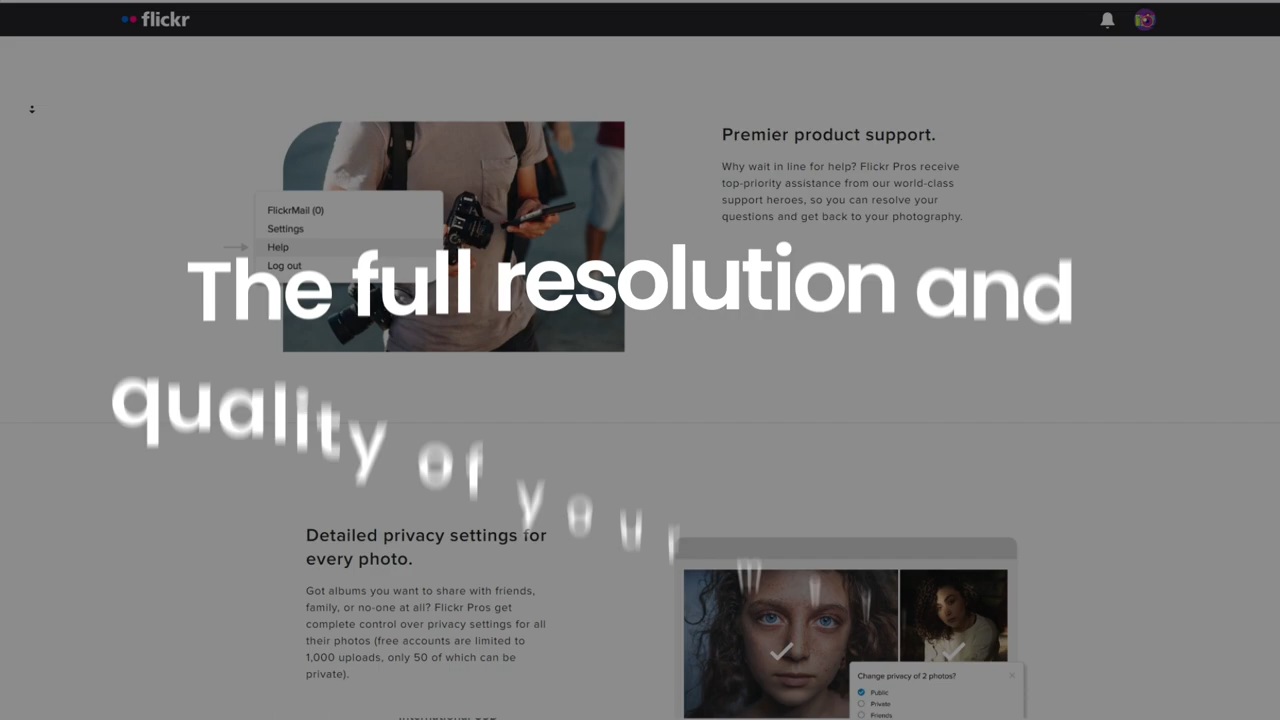 flickr
Premier product support.
Why wait in line for help? Flickr Pros receive
top-priority assistance from our world-class
support heroes, so you can resolve your
questions and get back to your photography.
FlickrMail (0)
Settings
Help
Log out
The full resolution and
quality of your
Detailed privacy settings for
every photo.
Got albums you want to share with friends,
family, or no-one at all? Flickr Pros get
complete control over privacy settings for all
their photos (free accounts are limited to
1,000 uploads, only 50 of which can be
private).
Change privacy of 2 photos?
Public
Private
Friends